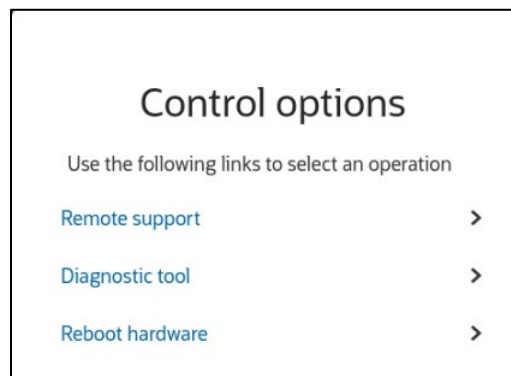 Control options
Use the following links to select an operation
Remote support
Diagnostic tool
Reboot hardware